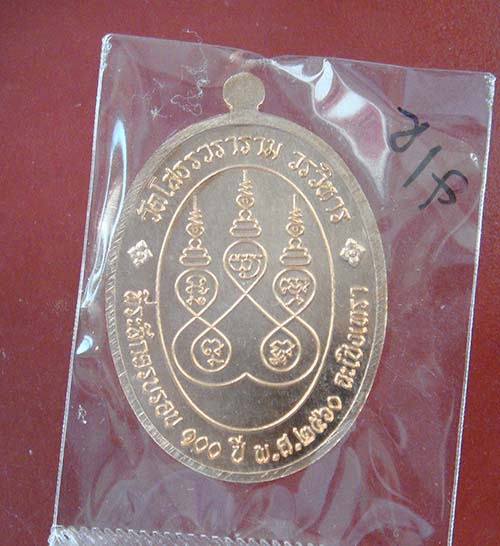 วัดโสธรวราราม วรวิหาร
ที่ระลึกครบรอบ ๑๐๐ ปี พ.ศ.๒๕๖๐ ฉะเชิงเทรา